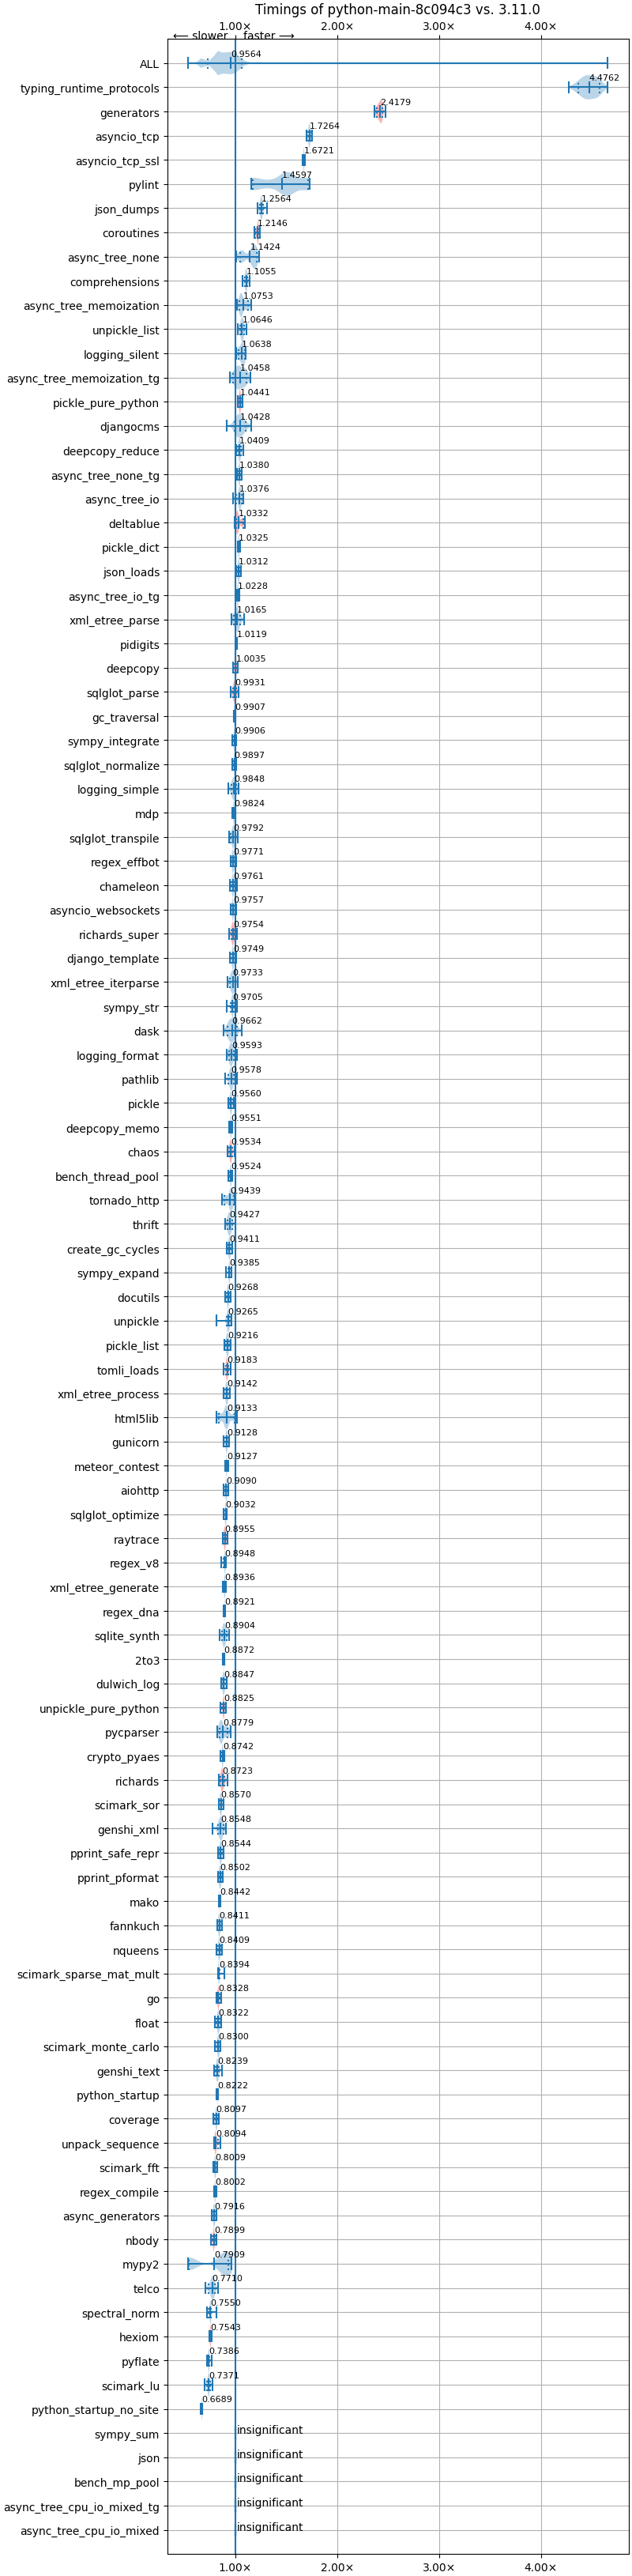 Timings of python-main-8c094c3 vs. 3.11.0
1.00× 2.00× 3.00× 4.00×
⟵ slower faster ⟶
ALL 0.9564
typing_runtime_protocols 4.4762
generators 2.4179
asyncio_tcp 1.7264
asyncio_tcp_ssl 1.6721
pylint 1.4597
json_dumps 1.2564
coroutines 1.2146
async_tree_none 1.1424
comprehensions 1.1055
async_tree_memoization 1.0753
unpickle_list 1.0646
logging_silent 1.0638
async_tree_memoization_tg 1.0458
pickle_pure_python 1.0441
djangocms 1.0428
deepcopy_reduce 1.0409
async_tree_none_tg 1.0380
async_tree_io 1.0376
deltablue 1.0332
pickle_dict 1.0325
json_loads 1.0312
async_tree_io_tg 1.0228
xml_etree_parse 1.0165
pidigits 1.0119
deepcopy 1.0035
sqlglot_parse 0.9931
gc_traversal 0.9907
sympy_integrate 0.9906
sqlglot_normalize 0.9897
logging_simple 0.9848
mdp 0.9824
sqlglot_transpile 0.9792
regex_effbot 0.9771
chameleon 0.9761
asyncio_websockets 0.9757
richards_super 0.9754
django_template 0.9749
xml_etree_iterparse 0.9733
sympy_str 0.9705
dask 0.9662
logging_format 0.9593
pathlib 0.9578
pickle 0.9560
deepcopy_memo 0.9551
chaos 0.9534
bench_thread_pool 0.9524
tornado_http 0.9439
thrift 0.9427
create_gc_cycles 0.9411
sympy_expand 0.9385
docutils 0.9268
unpickle 0.9265
pickle_list 0.9216
tomli_loads 0.9183
xml_etree_process 0.9142
html5lib 0.9133
gunicorn 0.9128
meteor_contest 0.9127
aiohttp 0.9090
sqlglot_optimize 0.9032
raytrace 0.8955
regex_v8 0.8948
xml_etree_generate 0.8936
regex_dna 0.8921
sqlite_synth 0.8904
2to3 0.8872
dulwich_log 0.8847
unpickle_pure_python 0.8825
pycparser 0.8779
crypto_pyaes 0.8742
richards 0.8723
scimark_sor 0.8570
genshi_xml 0.8548
pprint_safe_repr 0.8544
pprint_pformat 0.8502
mako 0.8442
fannkuch 0.8411
nqueens 0.8409
scimark_sparse_mat_mult 0.8394
go 0.8328
float 0.8322
scimark_monte_carlo 0.8300
genshi_text 0.8239
python_startup 0.8222
coverage 0.8097
unpack_sequence 0.8094
scimark_fft 0.8009
regex_compile 0.8002
async_generators 0.7916
nbody 0.7899
mypy2 0.7909
telco 0.7710
spectral_norm 0.7550
hexiom 0.7543
pyflate 0.7386
scimark_lu 0.7371
python_startup_no_site 0.6689
sympy_sum insignificant
json insignificant
bench_mp_pool insignificant
async_tree_cpu_io_mixed_tg insignificant
async_tree_cpu_io_mixed insignificant
1.00× 2.00× 3.00× 4.00×